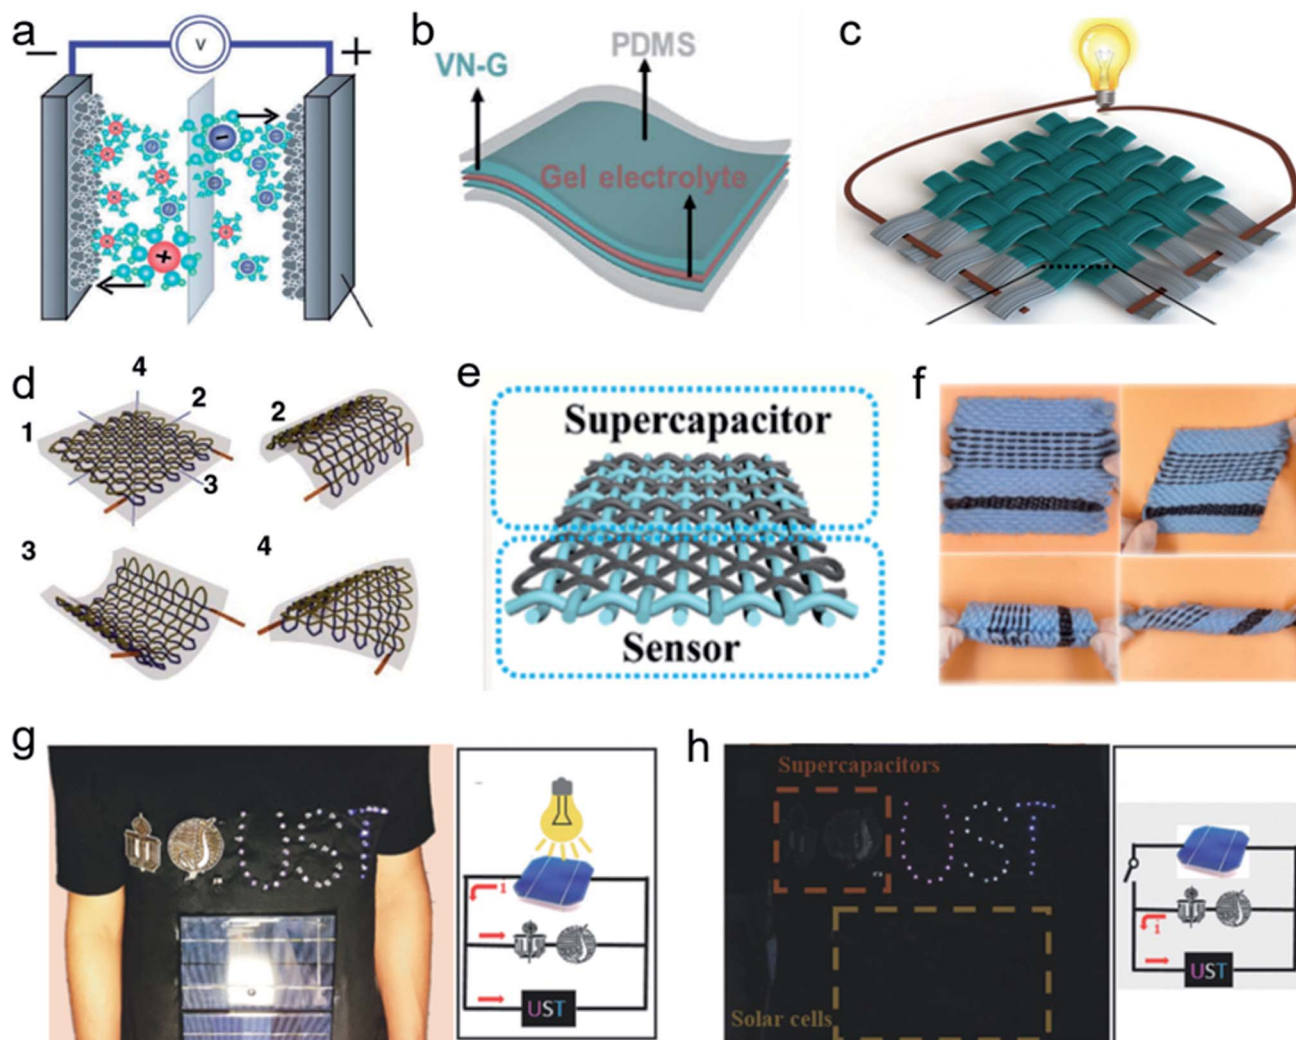 a
b
c
V
− +
−
+
VN-G
PDMS
Gel electrolyte
d
1
4
2
3
2
3
4
e
Supercapacitor
Sensor
f
g
UST
i
UST
h
Supercapacitors
UST
Solar cells
i
UST